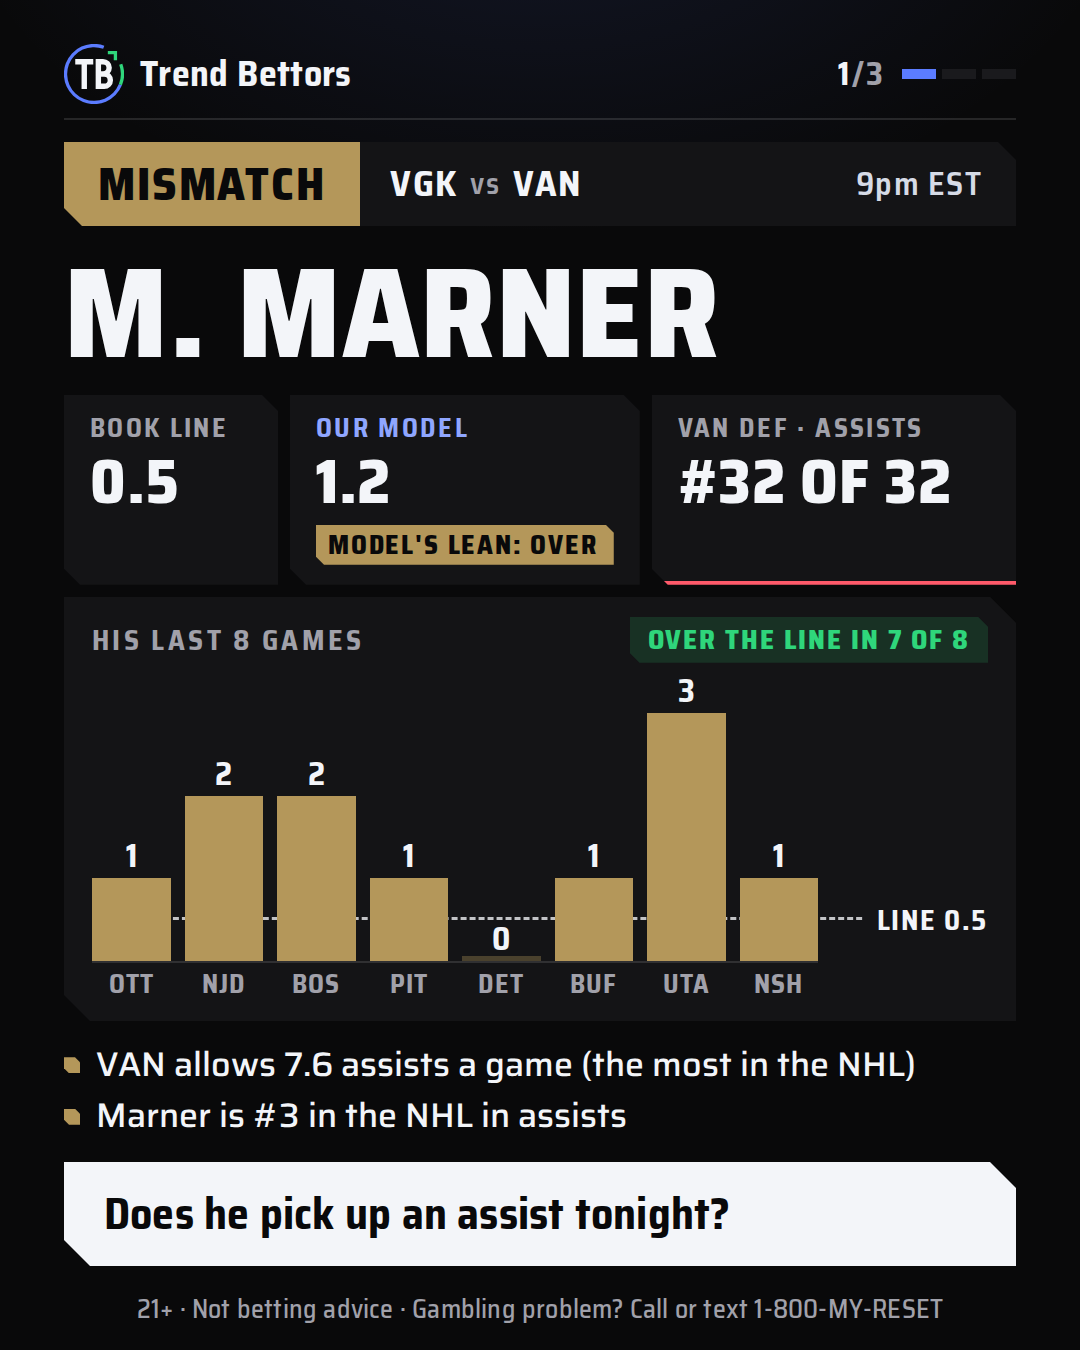 TB Trend Bettors 1/3
MISMATCH VGK VS VAN 9pm EST
M. MARNER
BOOK LINE
0.5
OUR MODEL
1.2
MODEL'S LEAN: OVER
VAN DEF · ASSISTS
#32 OF 32
HIS LAST 8 GAMES
OVER THE LINE IN 7 OF 8
1 2 2 1 0 1 3 1
LINE 0.5
OTT NJD BOS PIT DET BUF UTA NSH
VAN allows 7.6 assists a game (the most in the NHL)
Marner is #3 in the NHL in assists
Does he pick up an assist tonight?
21+ · Not betting advice · Gambling problem? Call or text 1-800-MY-RESET